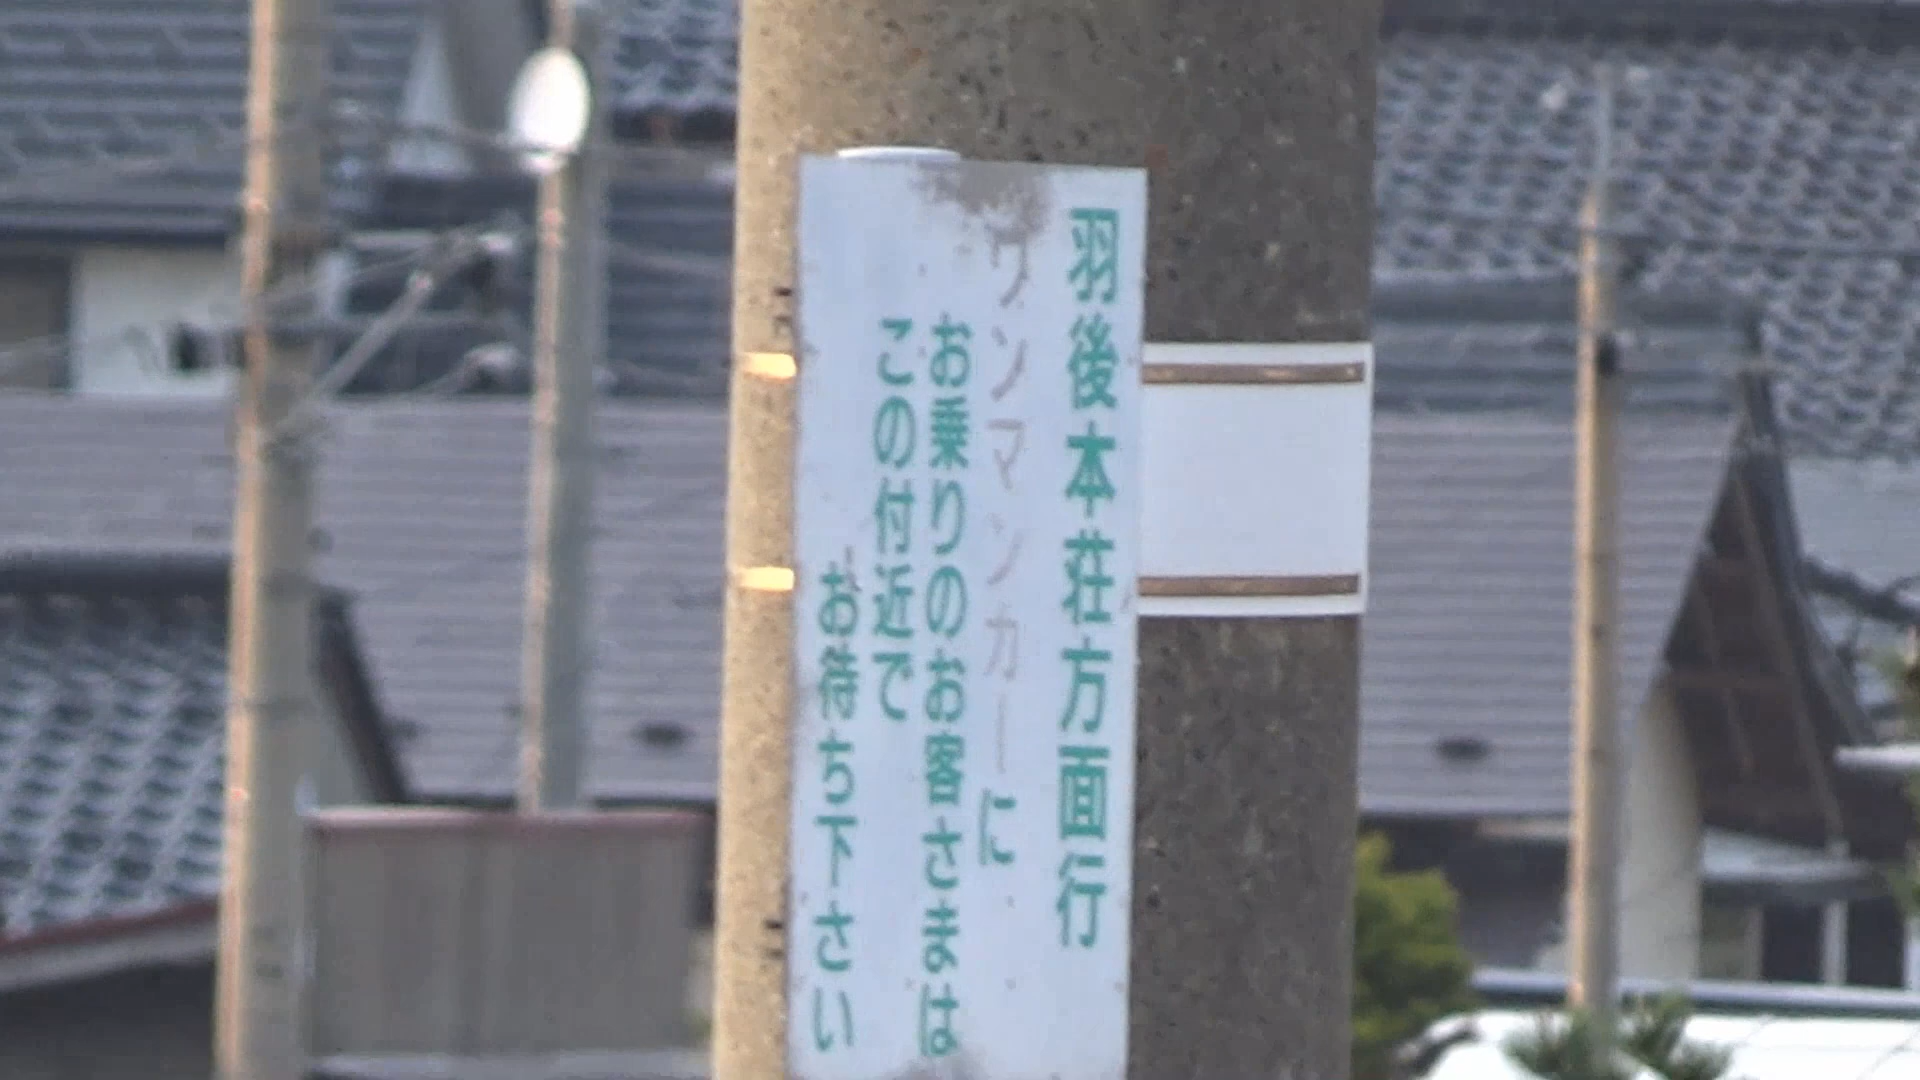 羽後本荘方面行
ワンマンカーに
お乗りのお客さまは
この付近で
お待ち下さい